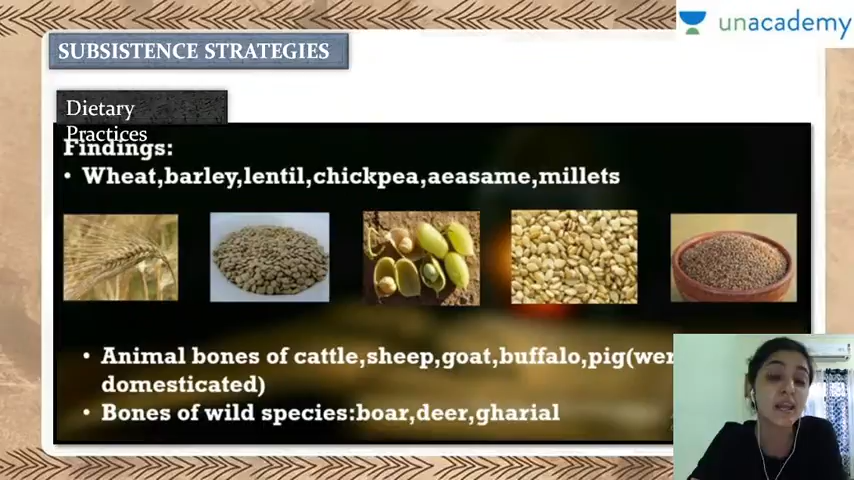 unacademy
SUBSISTENCE STRATEGIES
Dietary
Practices
Findings:
• Wheat,barley,lentil,chickpea,aeasame,millets
• Animal bones of cattle,sheep,goat,buffalo,pig(wer
domesticated)
• Bones of wild species:boar,deer,gharial